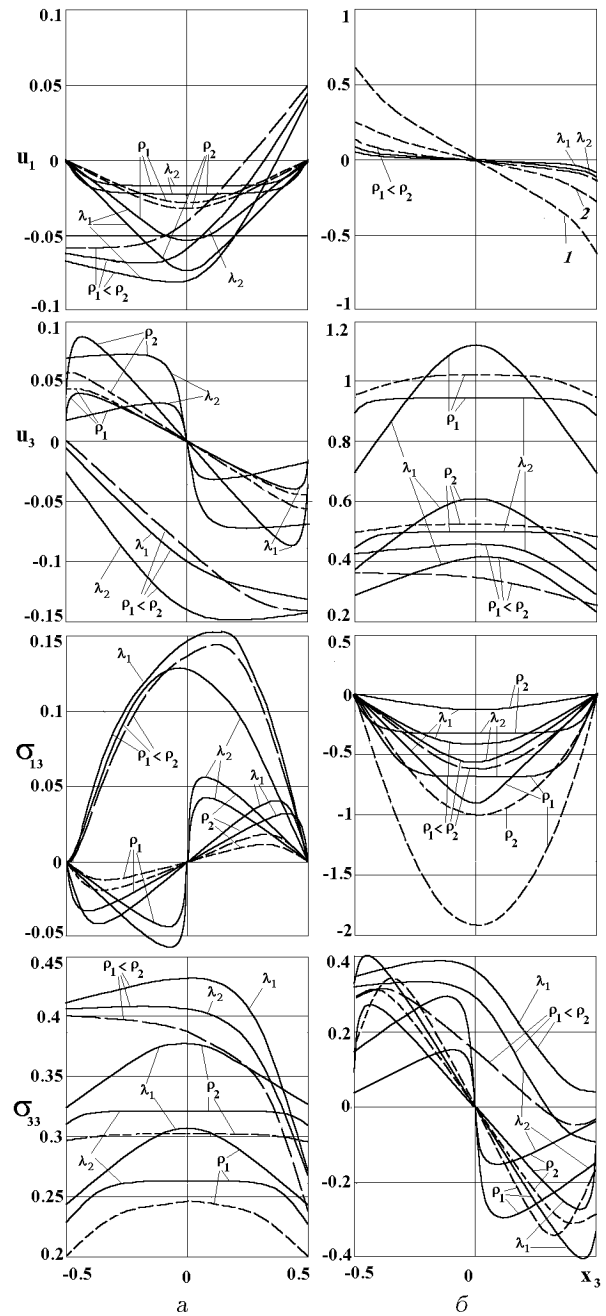 0.1
0.05
0
-0.05
-0.1
u₁
ρ₁ λ₂ ρ₂
λ₁
λ₂
ρ₁ < ρ₂
1
0.5
0
-0.5
-1
λ₁ λ₂
ρ₁ < ρ₂
2
1
0.1
0.05
0
-0.05
-0.1
-0.15
u₃
ρ₂
λ₂
ρ₁
λ₁
λ₁
λ₂
ρ₁ < ρ₂
1.2
1
0.8
0.6
0.4
0.2
ρ₁
λ₁
ρ₂
λ₂
ρ₁ < ρ₂
0.15
0.1
0.05
0
-0.05
σ₁₃
λ₁
ρ₁ < ρ₂
λ₂
λ₁
ρ₂
ρ₁
0.5
0
-0.5
-1
-1.5
-2
ρ₂
λ₁ λ₂
ρ₁
ρ₁ < ρ₂
ρ₂
0.45
0.4
0.35
0.3
0.25
0.2
σ₃₃
ρ₁ < ρ₂
λ₂
λ₁
λ₁
ρ₂
λ₂
ρ₁
0.4
0.2
0
-0.2
-0.4
λ₁
ρ₁ < ρ₂
λ₂
ρ₂
ρ₁
λ₁
-0.5 0 0.5
-0.5 0 x₃ 0.5
а
б